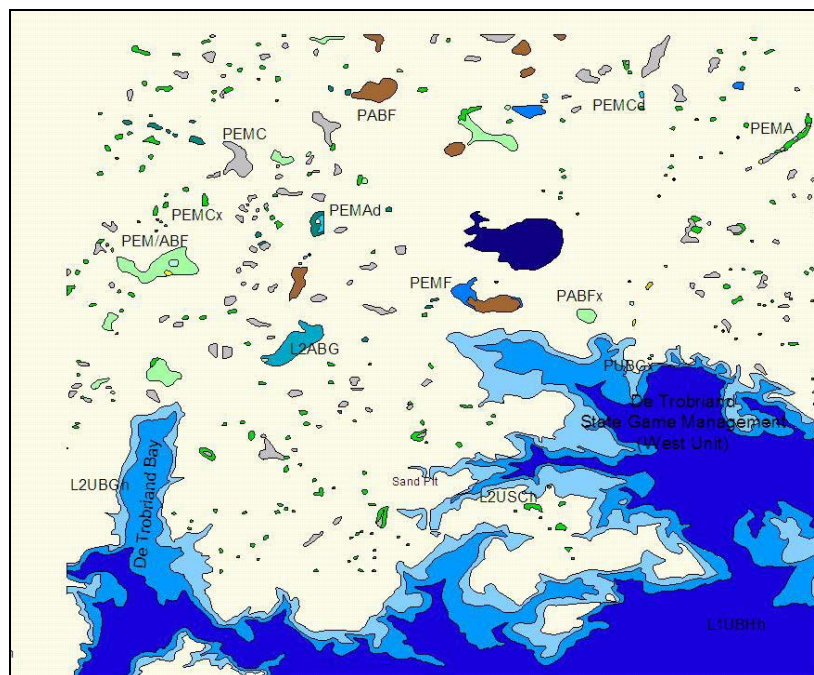 PEMCd
PABF
PEMA
PEMC
PEMCx
PEMAd
PEM/ABF
PEMF
PABFx
L2ABG
PUBGx
De Trobriand
State Game Management
(West Unit)
L2UBGh
De Trobriand Bay
Sand Pit
L2USCh
L1UBHh
h